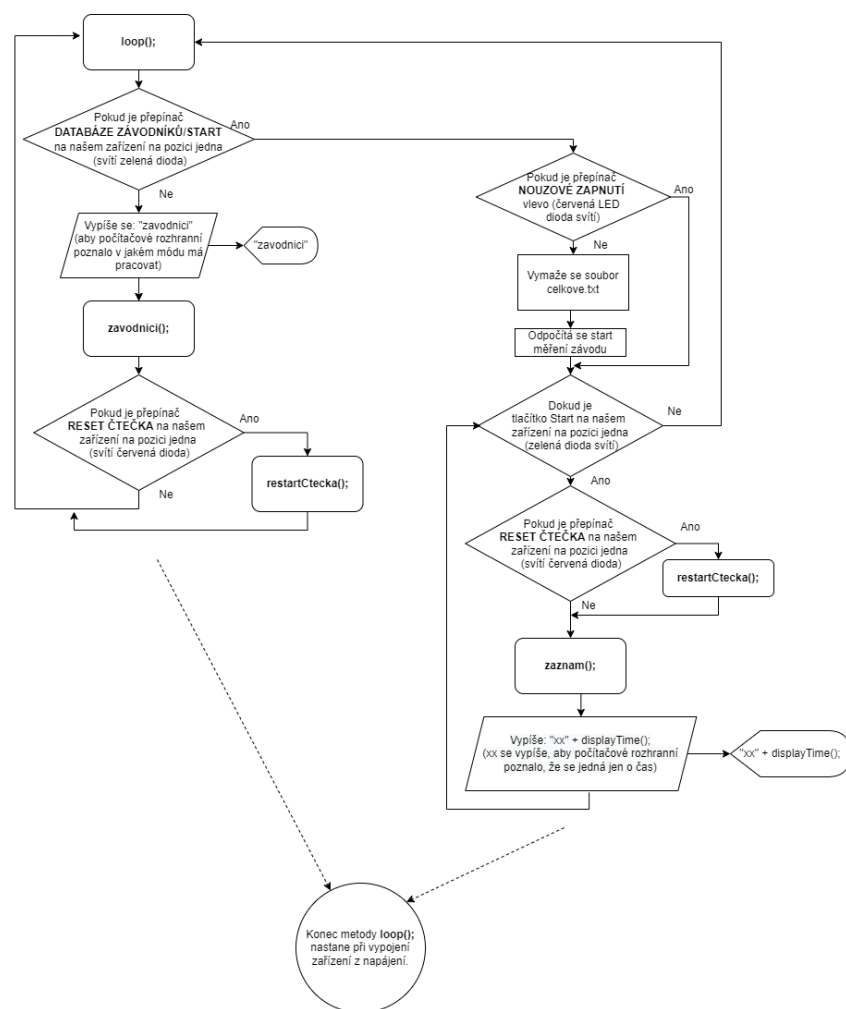 loop();
Pokud je přepínač
DATABÁZE ZÁVODNÍKŮ/START
na našem zařízení na pozici jedna
(svítí zelená dioda)
Ano
Ne
Vypíše se: "zavodnici"
(aby počítačové rozhranní
poznalo v jakém módu má
pracovat)
"zavodnici"
zavodnici();
Pokud je přepínač
RESET ČTEČKA na našem
zařízení na pozici jedna
(svítí červená dioda)
Ano
Ne
restartCtecka();
Pokud je přepínač
NOUZOVÉ ZAPNUTÍ
vlevo (červená LED
dioda svítí)
Ano
Ne
Vymaže se soubor
celkove.txt
Odpočítá se start
měření závodu
Dokud je
tlačítko Start na našem
zařízení na pozici jedna
(zelená dioda svítí)
Ne
Ano
Pokud je přepínač
RESET ČTEČKA na našem
zařízení na pozici jedna
(svítí červená dioda)
Ano
Ne
restartCtecka();
zaznam();
Vypíše: "xx" + displayTime();
(xx se vypíše, aby počítačové rozhranní
poznalo, že se jedná jen o čas)
"xx" + displayTime();
Konec metody loop();
nastane při vypojení
zařízení z napájení.